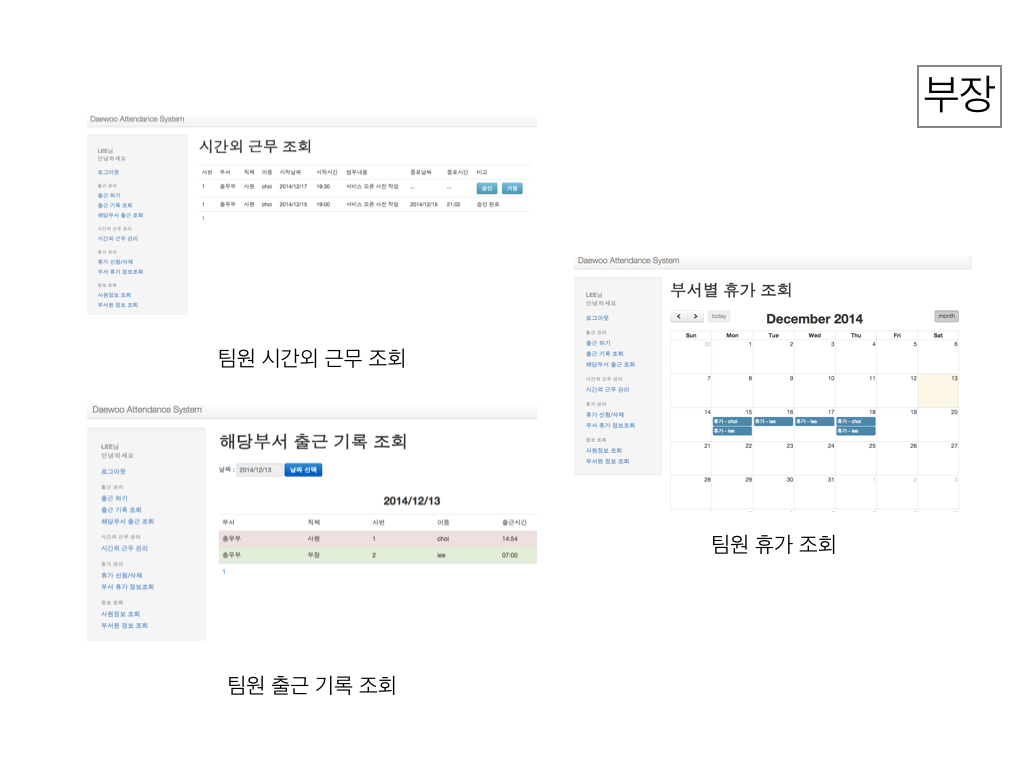 부장
Daewoo Attendance System
LEE님
안녕하세요
로그아웃
출근 관리
출근 하기
출근 기록 조회
해당부서 출근 조회
시간외 근무 관리
시간외 근무 관리
휴가 관리
휴가 신청/삭제
부서 휴가 정보조회
정보 조회
사원정보 조회
부서원 정보 조회
시간외 근무 조회
사번 부서 직책 이름 시작날짜 시작시간 업무내용 종료날짜 종료시간 비고
1 총무부 사원 choi 2014/12/17 19:30 서비스 오픈 사전 작업 ... ... 승인 거절
1 총무부 사원 choi 2014/12/15 19:00 서비스 오픈 사전 작업 2014/12/15 21:02 승인 완료
1
팀원 시간외 근무 조회
Daewoo Attendance System
LEE님
안녕하세요
로그아웃
출근 관리
출근 하기
출근 기록 조회
해당부서 출근 조회
시간외 근무 관리
시간외 근무 관리
휴가 관리
휴가 신청/삭제
부서 휴가 정보조회
정보 조회
사원정보 조회
부서원 정보 조회
해당부서 출근 기록 조회
날짜 : 2014/12/13 날짜 선택
2014/12/13
부서 직책 사번 이름 출근시간
총무부 사원 1 choi 14:54
총무부 부장 2 lee 07:00
1
팀원 출근 기록 조회
Daewoo Attendance System
LEE님
안녕하세요
로그아웃
출근 관리
출근 하기
출근 기록 조회
해당부서 출근 조회
시간외 근무 관리
시간외 근무 관리
휴가 관리
휴가 신청/삭제
부서 휴가 정보조회
정보 조회
사원정보 조회
부서원 정보 조회
부서별 휴가 조회
today December 2014 month
Sun Mon Tue Wed Thu Fri Sat
30 1 2 3 4 5 6
7 8 9 10 11 12 13
14 15 16 17 18 19 20
휴가 - choi 휴가 - lee 휴가 - lee 휴가 - choi
휴가 - lee 휴가 - lee
21 22 23 24 25 26 27
28 29 30 31 1 2 3
팀원 휴가 조회